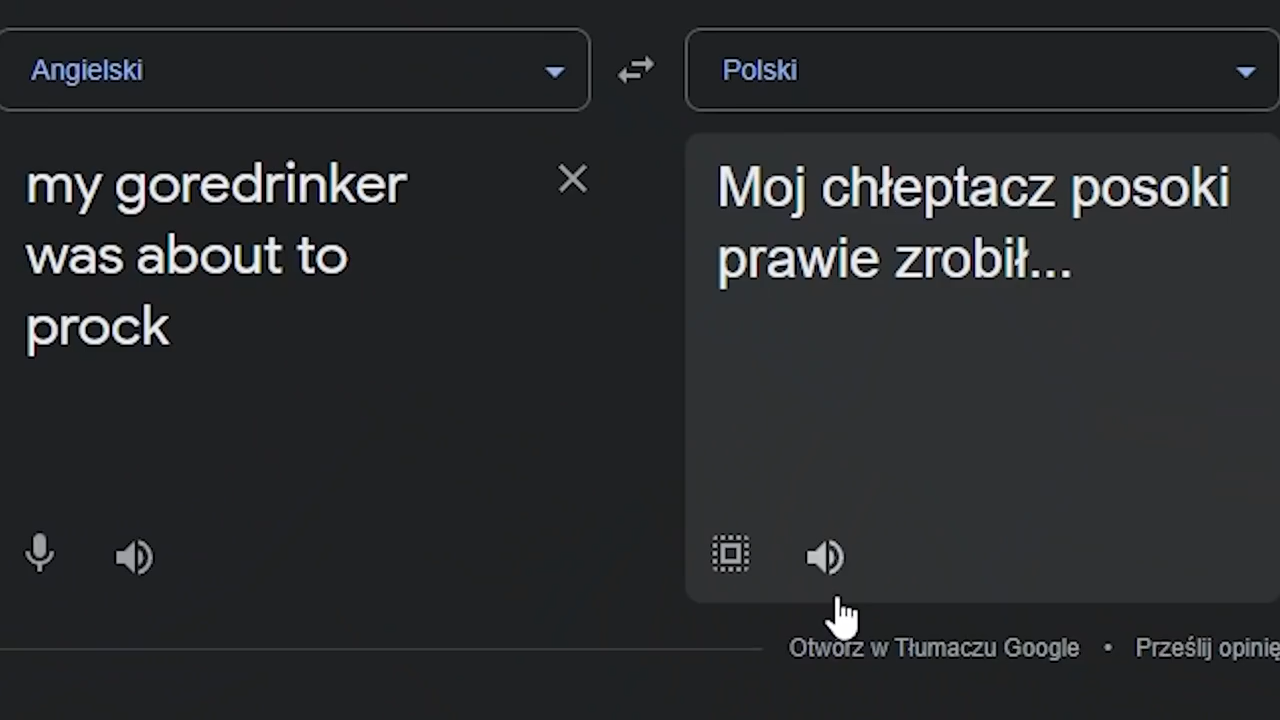 Angielski
Polski
my goredrinker
was about to
prock
Moj chłeptacz posoki
prawie zrobił...
Otwórz w Tłumaczu Google • Prześlij opinię